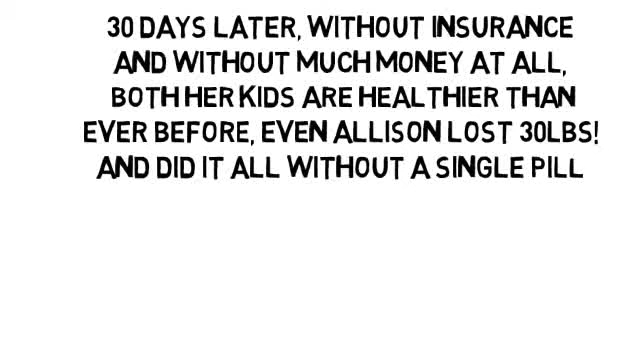 30 DAYS LATER, WITHOUT INSURANCE
AND WITHOUT MUCH MONEY AT ALL,
BOTH HER KIDS ARE HEALTHIER THAN
EVER BEFORE, EVEN ALLISON LOST 30LBS!
AND DID IT ALL WITHOUT A SINGLE PILL